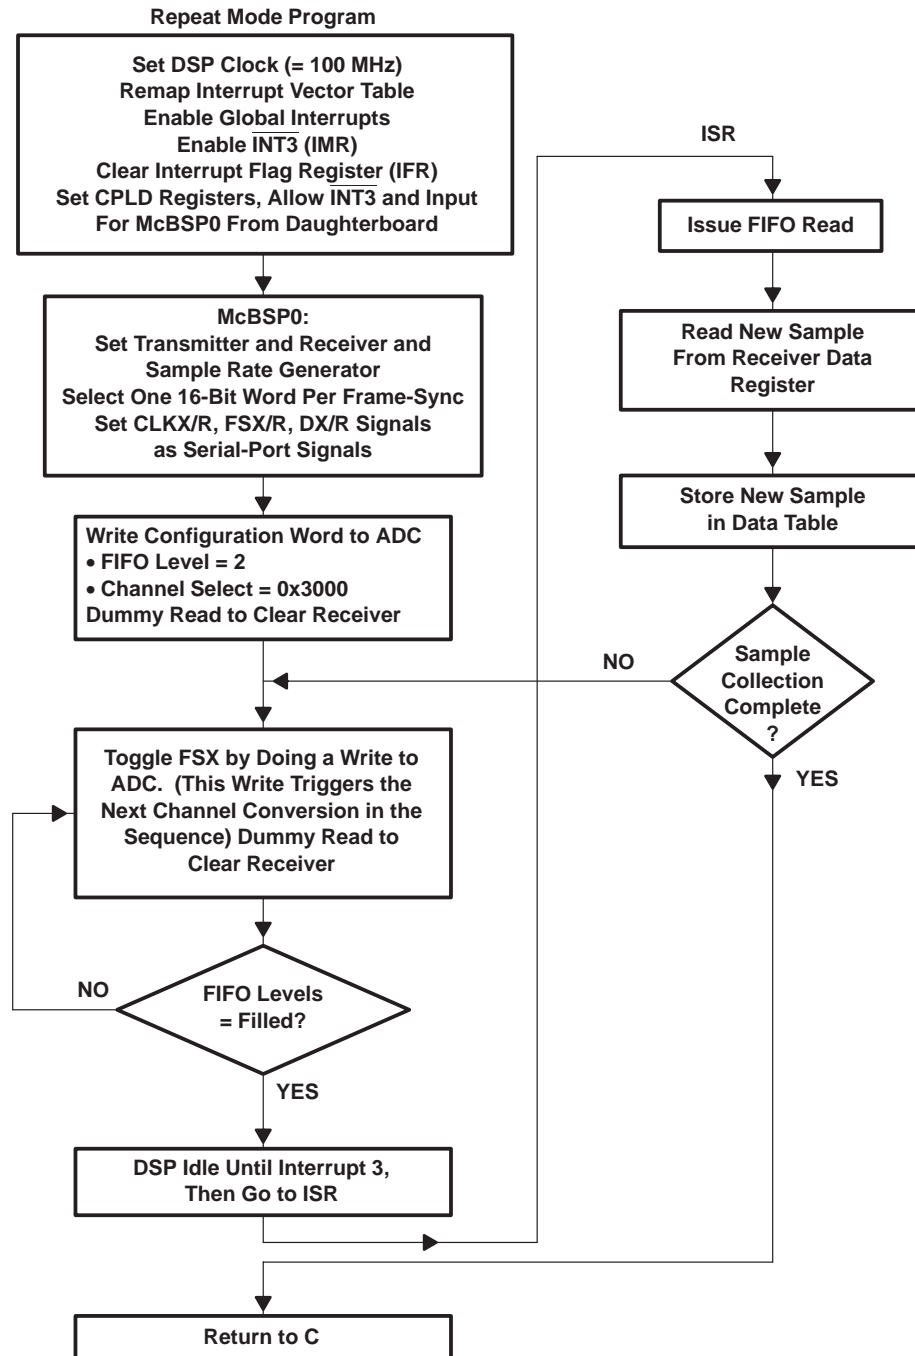 Repeat Mode Program
Set DSP Clock (= 100 MHz)
Remap Interrupt Vector Table
Enable Global Interrupts
Enable I̅N̅T̅3̅ (IMR)
Clear Interrupt Flag Register (IFR)
Set CPLD Registers, Allow I̅N̅T̅3̅ and Input
For McBSP0 From Daughterboard
McBSP0:
Set Transmitter and Receiver and
Sample Rate Generator
Select One 16-Bit Word Per Frame-Sync
Set CLKX/R, FSX/R, DX/R Signals
as Serial-Port Signals
Write Configuration Word to ADC
• FIFO Level = 2
• Channel Select = 0x3000
Dummy Read to Clear Receiver
Toggle FSX by Doing a Write to
ADC. (This Write Triggers the
Next Channel Conversion in the
Sequence) Dummy Read to
Clear Receiver
NO
FIFO Levels
= Filled?
YES
DSP Idle Until Interrupt 3,
Then Go to ISR
ISR
Issue FIFO Read
Read New Sample
From Receiver Data
Register
Store New Sample
in Data Table
NO
Sample
Collection
Complete
?
YES
Return to C